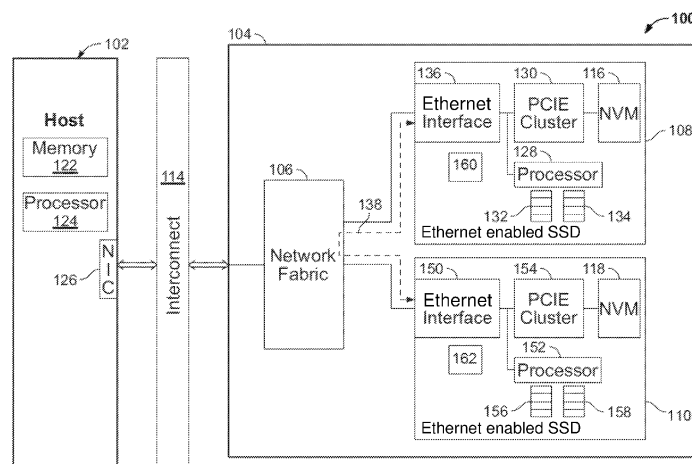 100
102
104
Host
Memory
122
Processor
124
NIC
126
114
Interconnect
106
Network
Fabric
138
136
Ethernet
Interface
130
PCIE
Cluster
116
NVM
108
160
128
Processor
132
134
Ethernet enabled SSD
150
Ethernet
Interface
154
PCIE
Cluster
118
NVM
162
152
Processor
156
158
110
Ethernet enabled SSD